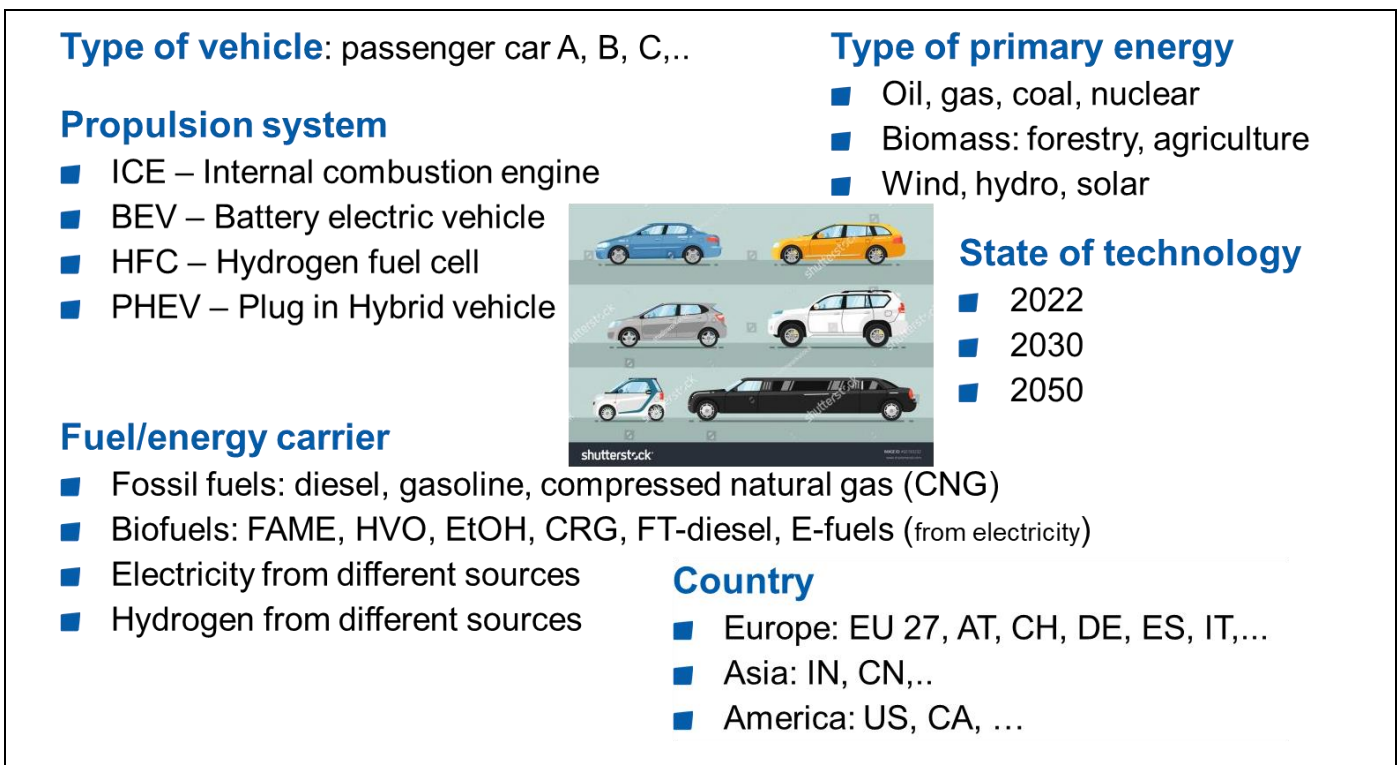 Type of vehicle: passenger car A, B, C,..
Propulsion system
ICE – Internal combustion engine
BEV – Battery electric vehicle
HFC – Hydrogen fuel cell
PHEV – Plug in Hybrid vehicle
Type of primary energy
Oil, gas, coal, nuclear
Biomass: forestry, agriculture
Wind, hydro, solar
State of technology
2022
2030
2050
shutterstock
shutterstock
shutterstock
shutterstock
shutterstock
Fuel/energy carrier
Fossil fuels: diesel, gasoline, compressed natural gas (CNG)
Biofuels: FAME, HVO, EtOH, CRG, FT-diesel, E-fuels (from electricity)
Electricity from different sources
Hydrogen from different sources
Country
Europe: EU 27, AT, CH, DE, ES, IT,...
Asia: IN, CN,..
America: US, CA, …